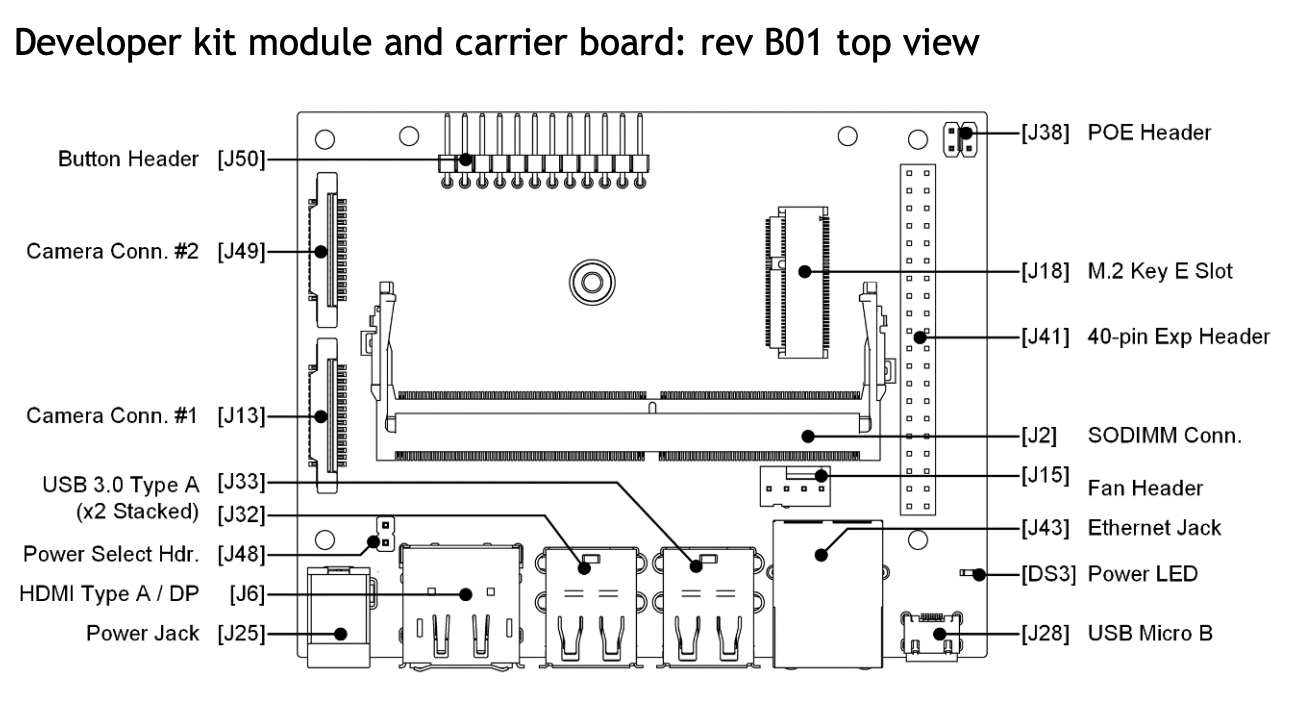 Developer kit module and carrier board: rev B01 top view
Button Header [J50]
Camera Conn. #2 [J49]
Camera Conn. #1 [J13]
USB 3.0 Type A [J33]
(x2 Stacked) [J32]
Power Select Hdr. [J48]
HDMI Type A / DP [J6]
Power Jack [J25]
[J38] POE Header
[J18] M.2 Key E Slot
[J41] 40-pin Exp Header
[J2] SODIMM Conn.
[J15] Fan Header
[J43] Ethernet Jack
[DS3] Power LED
[J28] USB Micro B